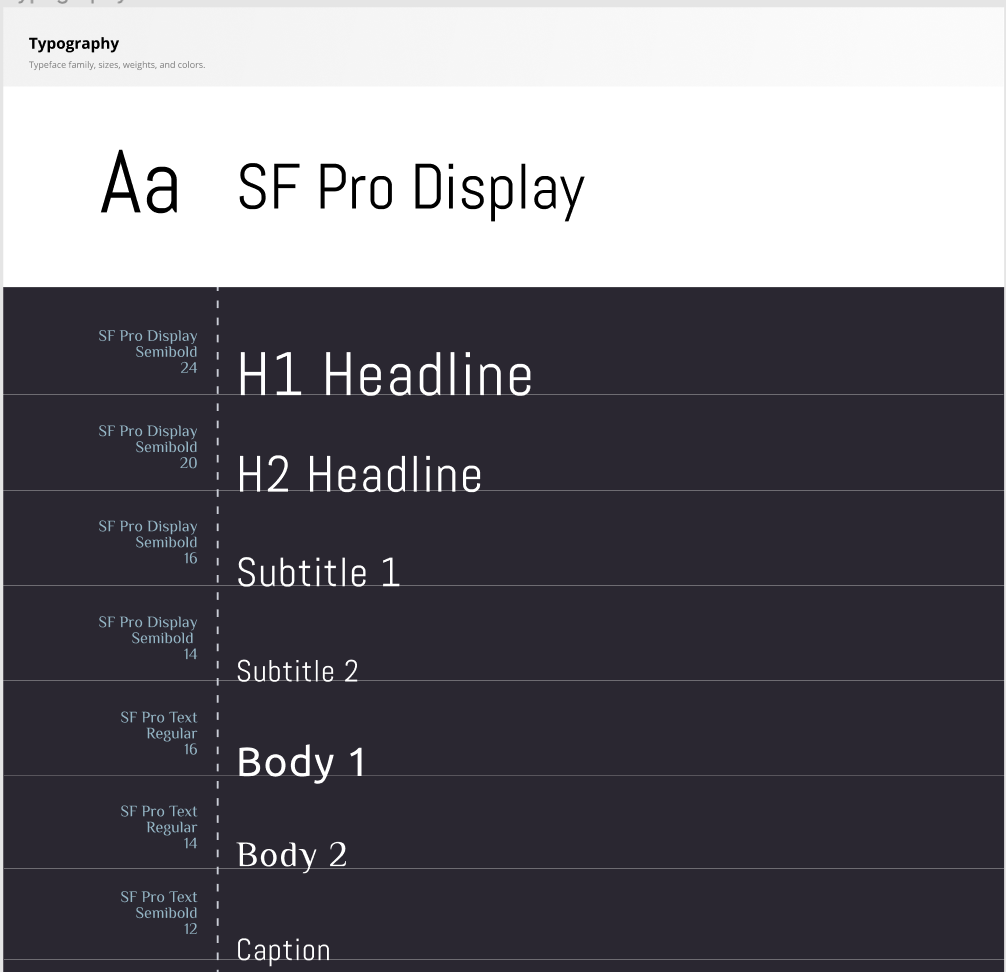 Typography
Typeface family, sizes, weights, and colors.
Aa
SF Pro Display
SF Pro Display
Semibold
24
H1 Headline
SF Pro Display
Semibold
20
H2 Headline
SF Pro Display
Semibold
16
Subtitle 1
SF Pro Display
Semibold
14
Subtitle 2
SF Pro Text
Regular
16
Body 1
SF Pro Text
Regular
14
Body 2
SF Pro Text
Semibold
12
Caption